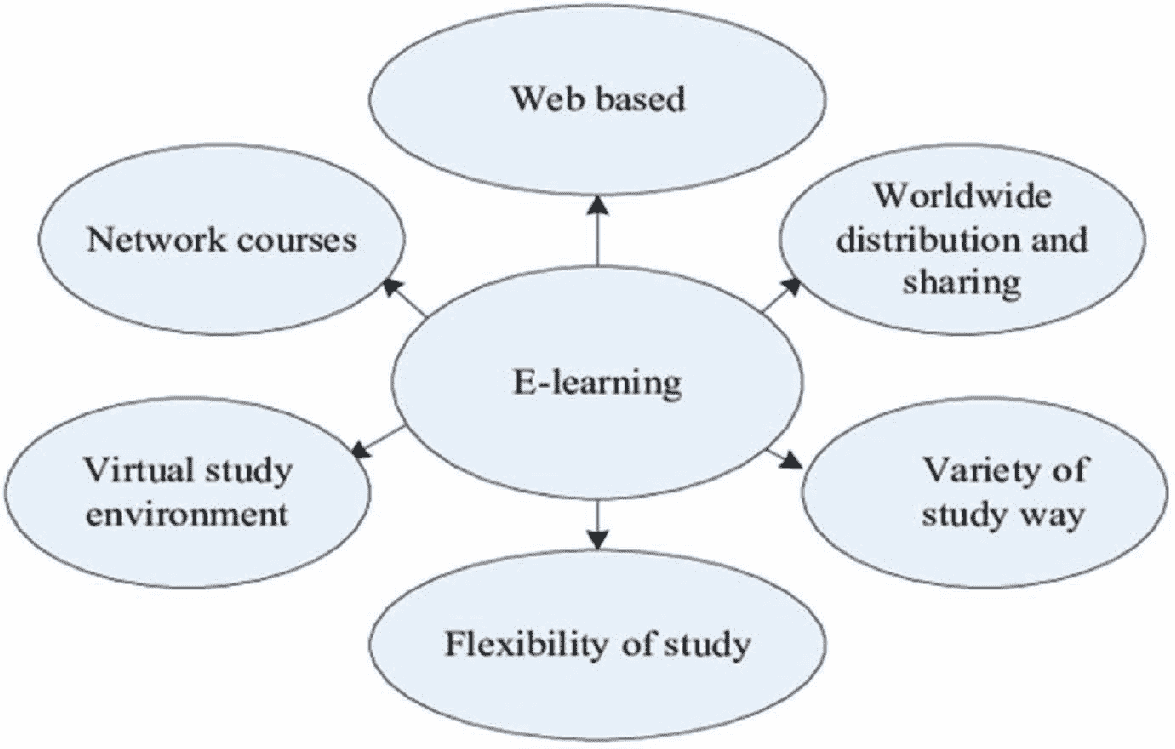 Web based
Network courses
Worldwide
distribution and
sharing
E-learning
Virtual study
environment
Variety of
study way
Flexibility of study